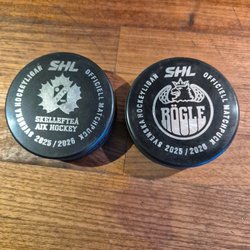 SHL
SVENSKA HOCKEYLIGAN
OFFICIELL MATCHPUCK
SKELLEFTEÅ
AIK HOCKEY
2025 / 2026
SHL
SVENSKA HOCKEYLIGAN
OFFICIELL MATCHPUCK
RÖGLE
2025 / 2026